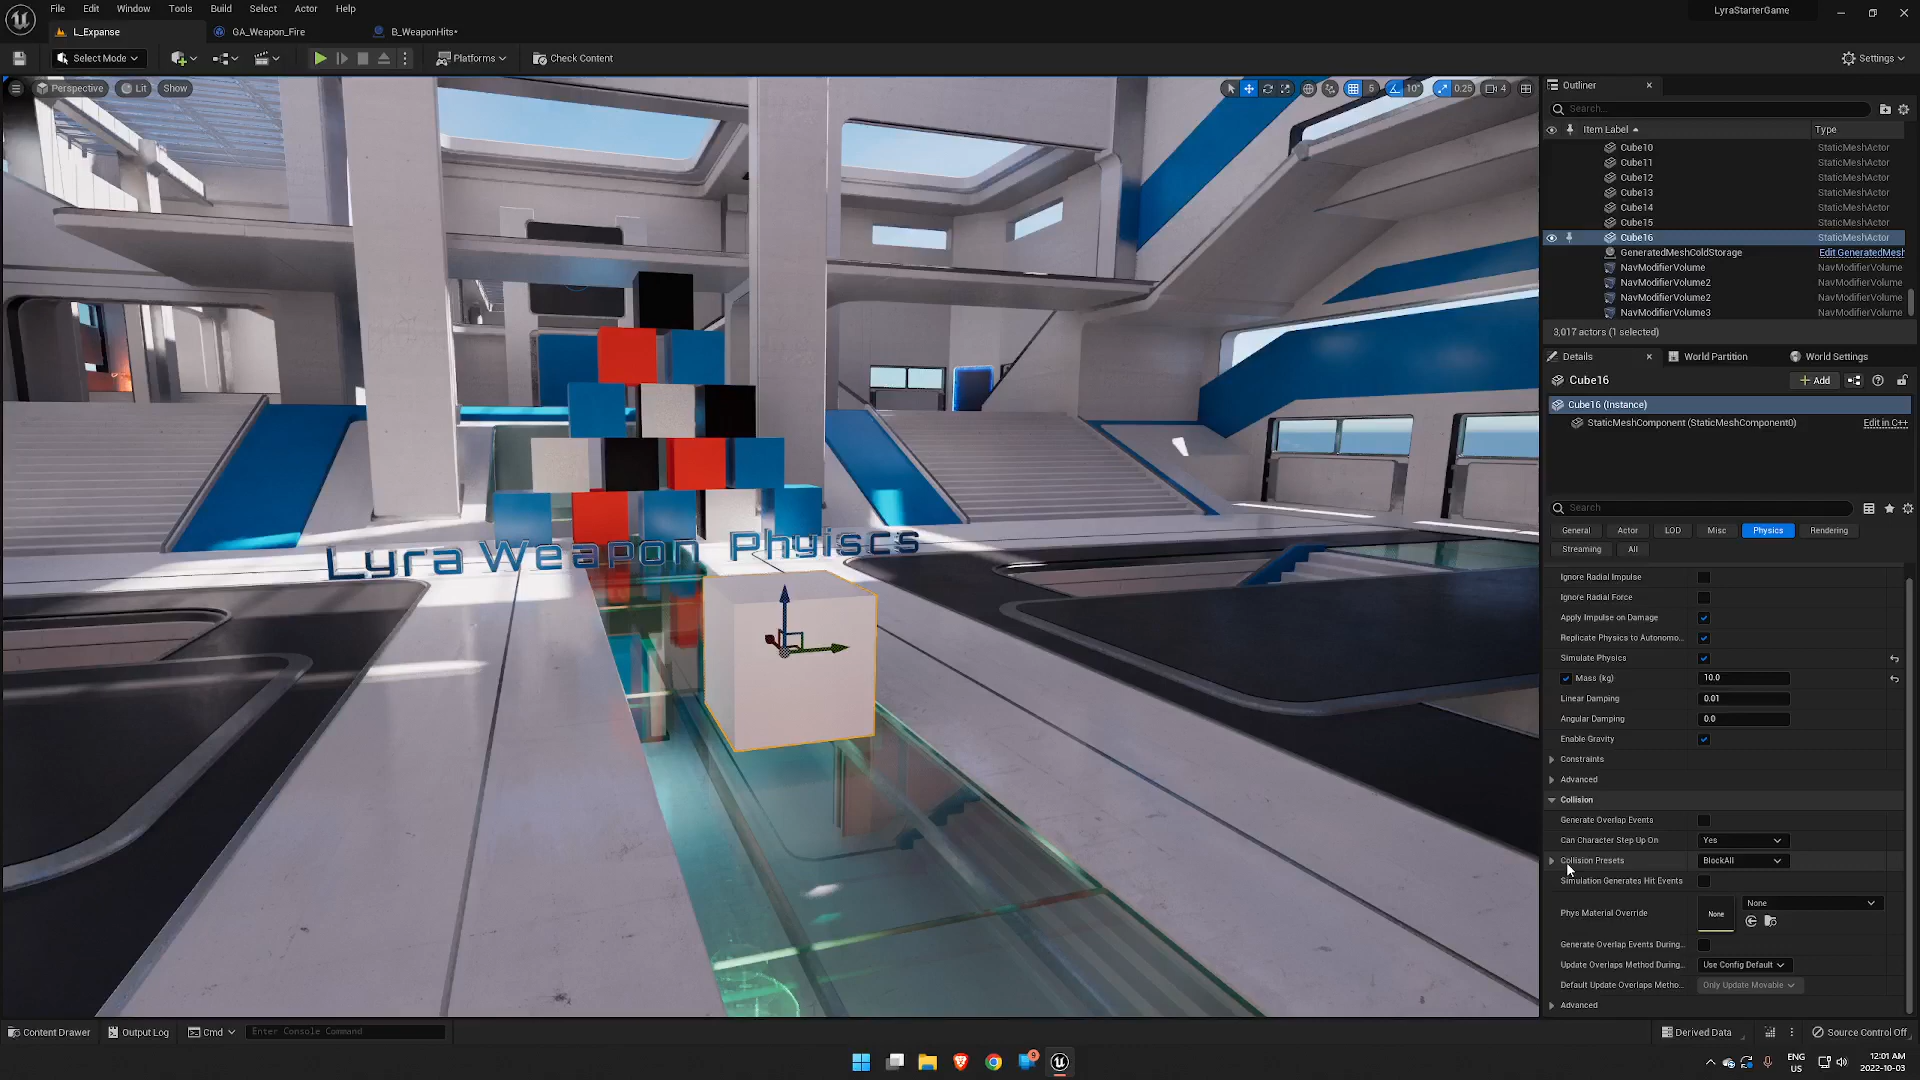 File Edit Window Tools Build Select Actor Help
LyraStarterGame
L_Expanse
GA_Weapon_Fire
B_WeaponHits*
Select Mode
Platforms
Check Content
Settings
Perspective
Lit
Show
5
10°
0.25
4
Lyra Weapon Phyiscs
Outliner
Search...
Item Label
Type
Cube10 StaticMeshActor
Cube11 StaticMeshActor
Cube12 StaticMeshActor
Cube13 StaticMeshActor
Cube14 StaticMeshActor
Cube15 StaticMeshActor
Cube16 StaticMeshActor
GeneratedMeshColdStorage Edit GeneratedMesh
NavModifierVolume NavModifierVolume
NavModifierVolume2 NavModifierVolume
NavModifierVolume2 NavModifierVolume
NavModifierVolume3 NavModifierVolume
3,017 actors (1 selected)
Details
World Partition
World Settings
Cube16
Add
Cube16 (Instance)
StaticMeshComponent (StaticMeshComponent0) Edit in C++
Search
General Actor LOD Misc Physics Rendering
Streaming All
Ignore Radial Impulse
Ignore Radial Force
Apply Impulse on Damage
Replicate Physics to Autonomo...
Simulate Physics
Mass (kg) 10.0
Linear Damping 0.01
Angular Damping 0.0
Enable Gravity
Constraints
Advanced
Collision
Generate Overlap Events
Can Character Step Up On Yes
Collision Presets BlockAll
Simulation Generates Hit Events
Phys Material Override None None
Generate Overlap Events During...
Update Overlaps Method During... Use Config Default
Default Update Overlaps Metho... Only Update Movable
Advanced
Content Drawer
Output Log
Cmd
Enter Console Command
Derived Data
Source Control Off
9
ENG
US
12:01 AM
2022-10-03